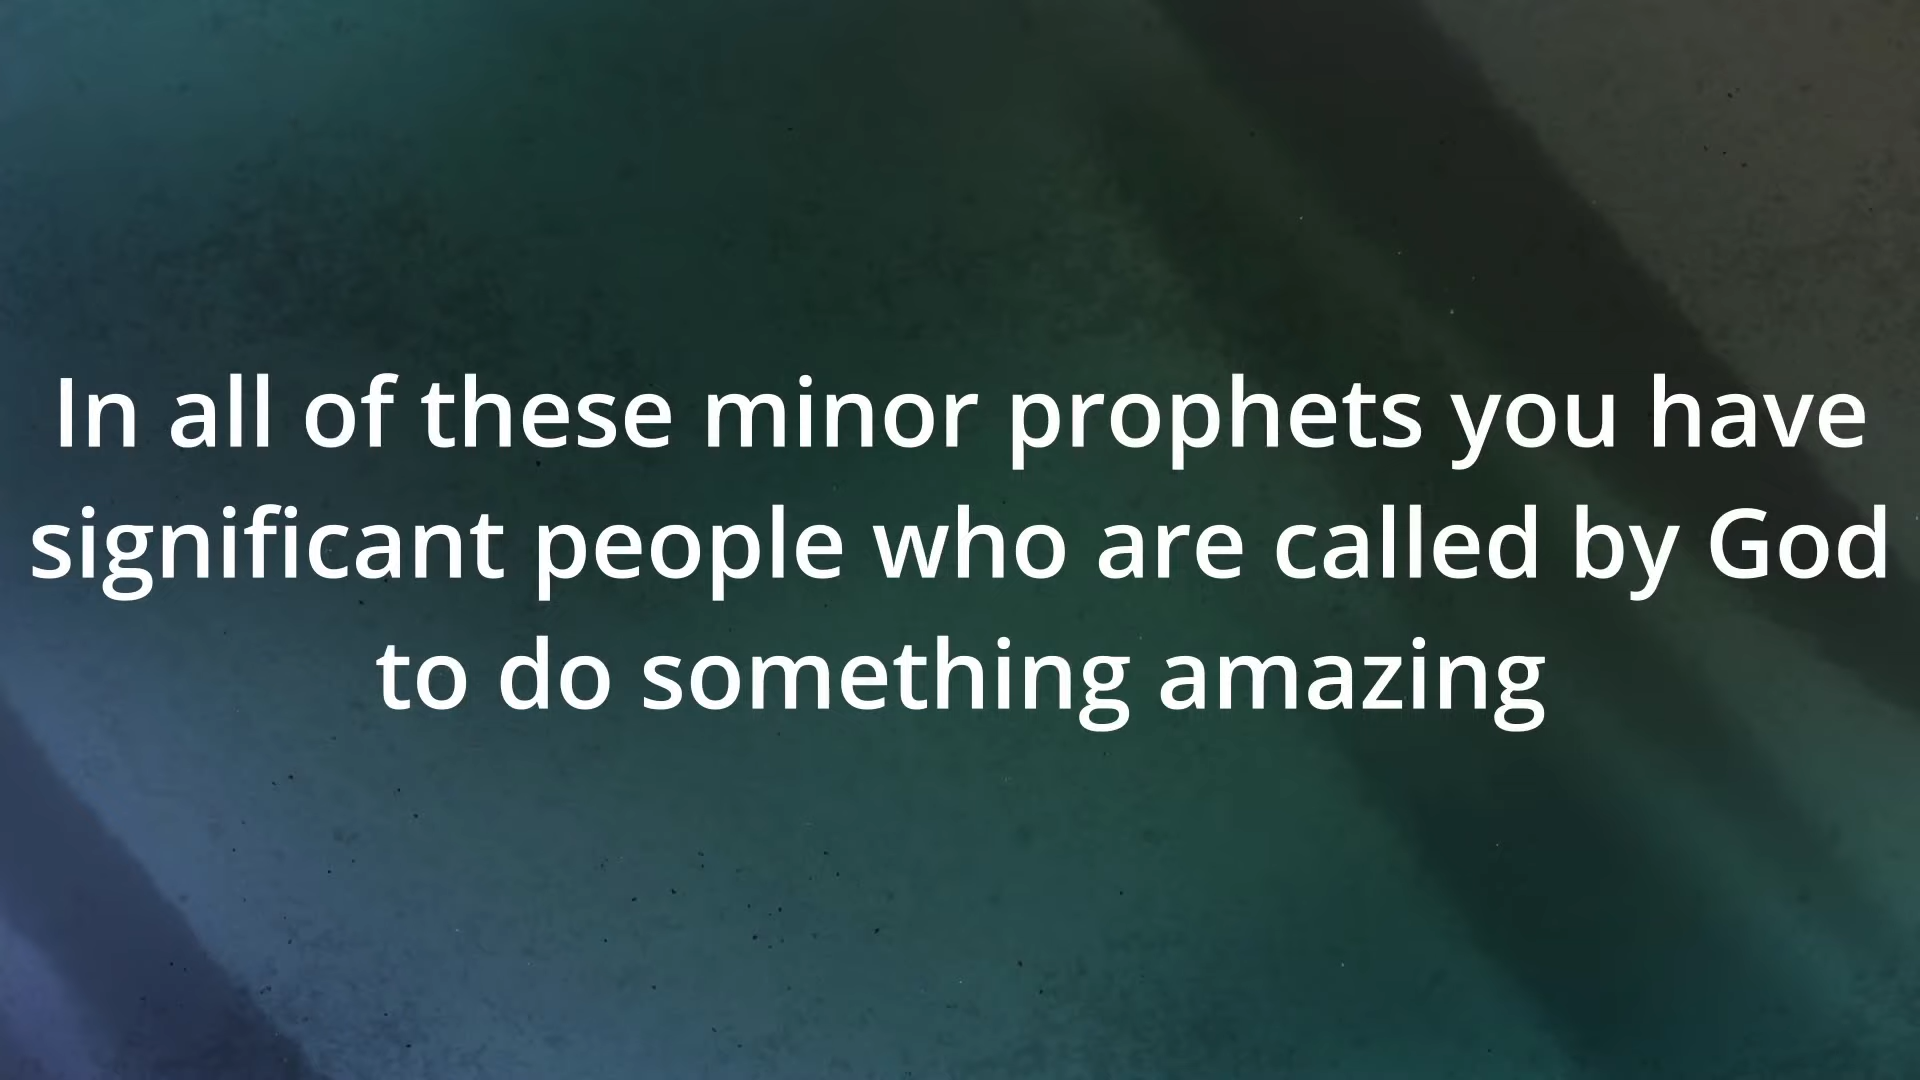 In all of these minor prophets you have
significant people who are called by God
to do something amazing